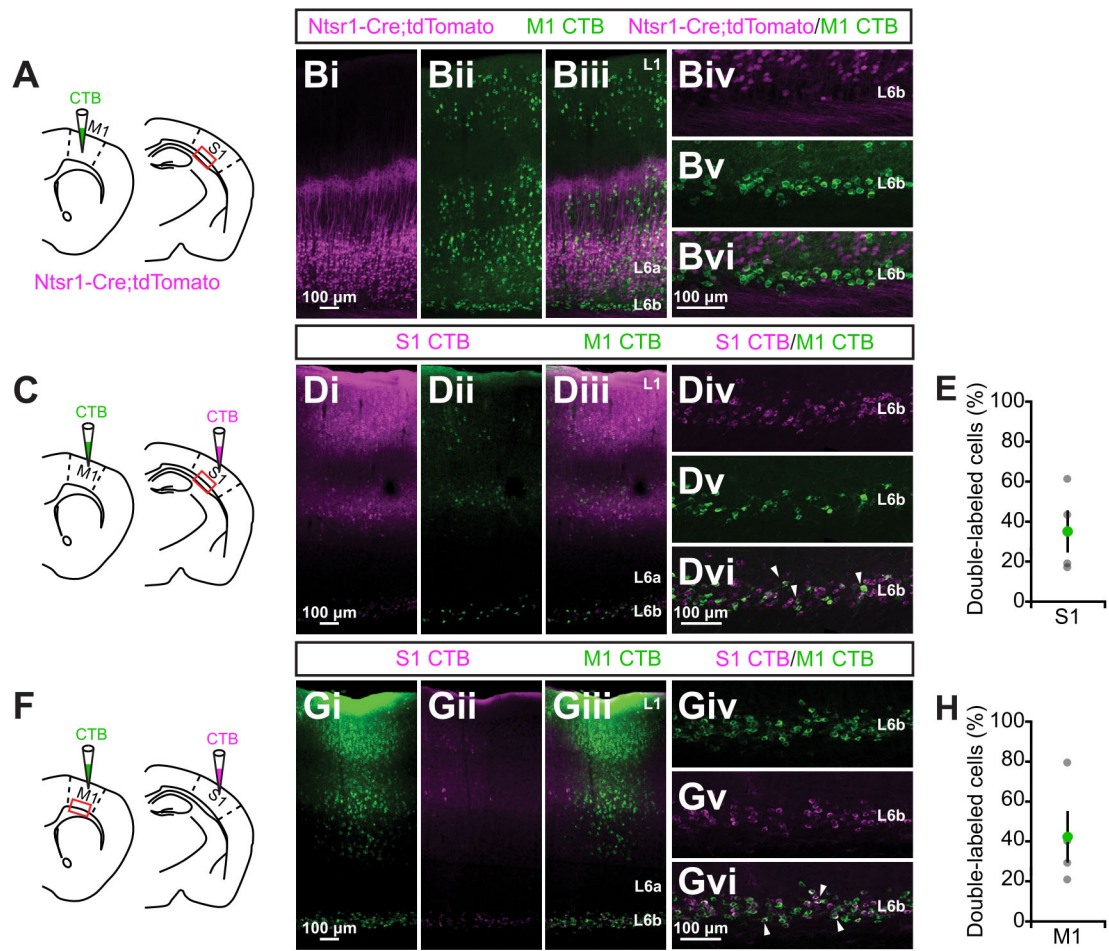 Ntsr1-Cre;tdTomato M1 CTB Ntsr1-Cre;tdTomato/M1 CTB
A
CTB
M1
S1
Ntsr1-Cre;tdTomato
Bi
100 µm
Bii
Biii
L1
L6a
L6b
Biv
L6b
Bv
L6b
Bvi
L6b
100 µm
S1 CTB M1 CTB S1 CTB/M1 CTB
C
CTB
M1
CTB
S1
Di
100 µm
Dii
Diii
L1
L6a
L6b
Div
L6b
Dv
L6b
Dvi
L6b
100 µm
E
Double-labeled cells (%)
100
80
60
40
20
0
S1
S1 CTB M1 CTB S1 CTB/M1 CTB
F
CTB
M1
CTB
S1
Gi
100 µm
Gii
Giii
L1
L6a
L6b
Giv
L6b
Gv
L6b
Gvi
L6b
100 µm
H
Double-labeled cells (%)
100
80
60
40
20
0
M1